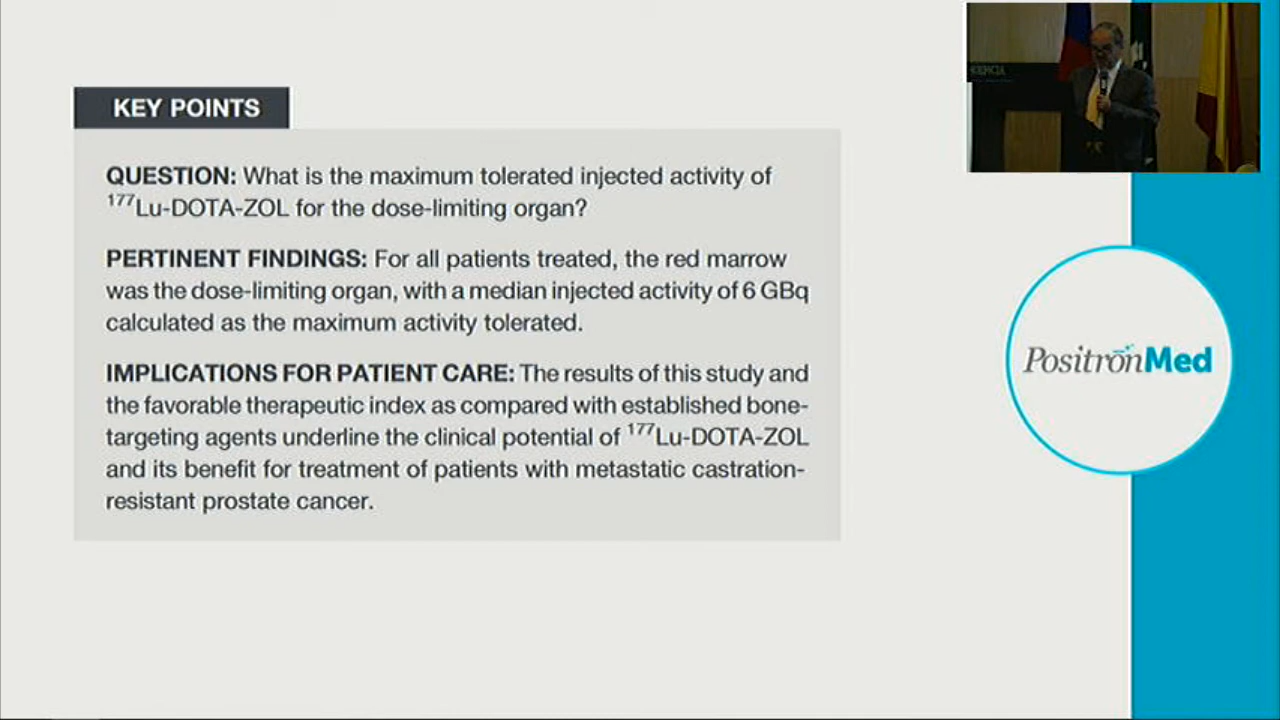 KEY POINTS
QUESTION: What is the maximum tolerated injected activity of
¹⁷⁷Lu-DOTA-ZOL for the dose-limiting organ?
PERTINENT FINDINGS: For all patients treated, the red marrow
was the dose-limiting organ, with a median injected activity of 6 GBq
calculated as the maximum activity tolerated.
IMPLICATIONS FOR PATIENT CARE: The results of this study and
the favorable therapeutic index as compared with established bone-
targeting agents underline the clinical potential of ¹⁷⁷Lu-DOTA-ZOL
and its benefit for treatment of patients with metastatic castration-
resistant prostate cancer.
PositronMed